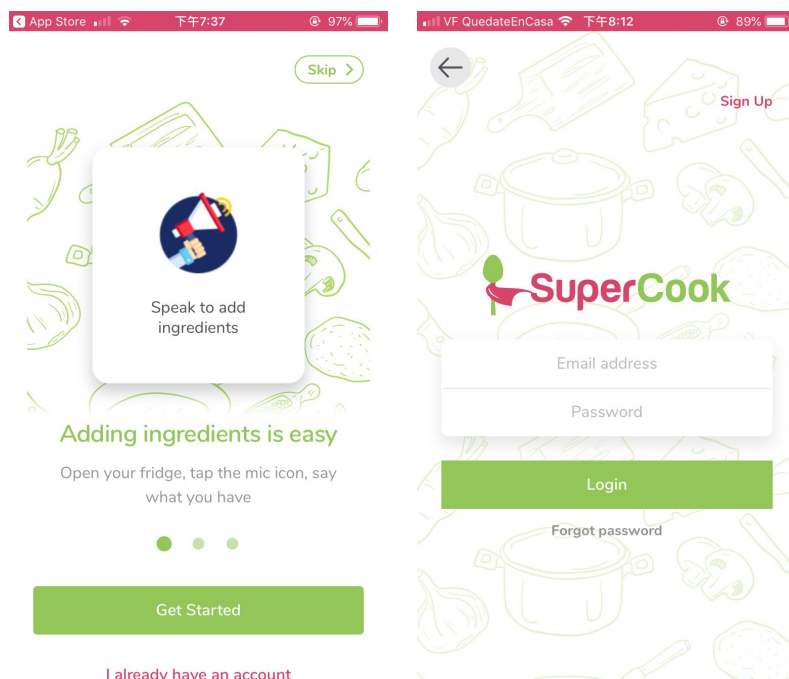 App Store
下午7:37
97%
Skip
Speak to add
ingredients
Adding ingredients is easy
Open your fridge, tap the mic icon, say
what you have
Get Started
I already have an account
VF QuedateEnCasa
下午8:12
89%
Sign Up
SuperCook
Email address
Password
Login
Forgot password